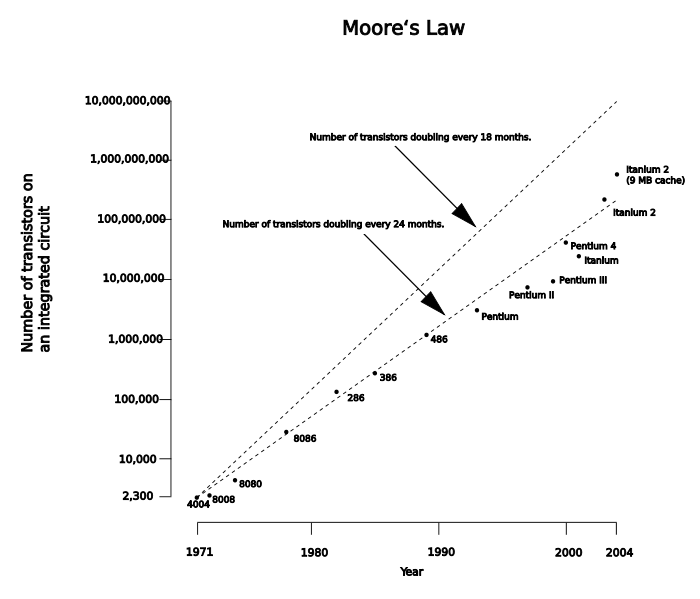 Moore‘s Law
Number of transistors on
an integrated circuit
10,000,000,000
1,000,000,000
100,000,000
10,000,000
1,000,000
100,000
10,000
2,300
Number of transistors doubling every 18 months.
Number of transistors doubling every 24 months.
Itanium 2
(9 MB cache)
Itanium 2
Pentium 4
Itanium
Pentium III
Pentium II
Pentium
486
386
286
8086
8080
8008
4004
1971
1980
1990
2000
2004
Year